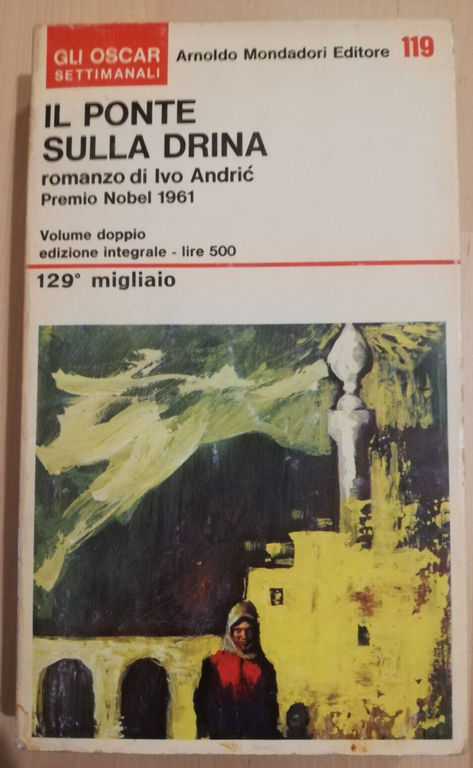 GLI OSCAR
SETTIMANALI
Arnoldo Mondadori Editore 119
IL PONTE
SULLA DRINA
romanzo di Ivo Andrić
Premio Nobel 1961
Volume doppio
edizione integrale - lire 500
129° migliaio